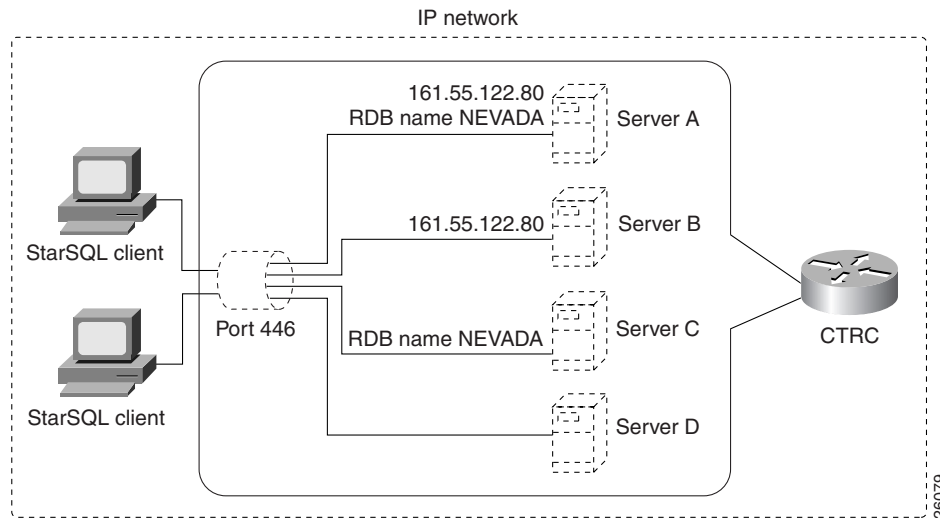 IP network
161.55.122.80
RDB name NEVADA
Server A
StarSQL client
161.55.122.80
Server B
Port 446
RDB name NEVADA
Server C
CTRC
StarSQL client
Server D
26979